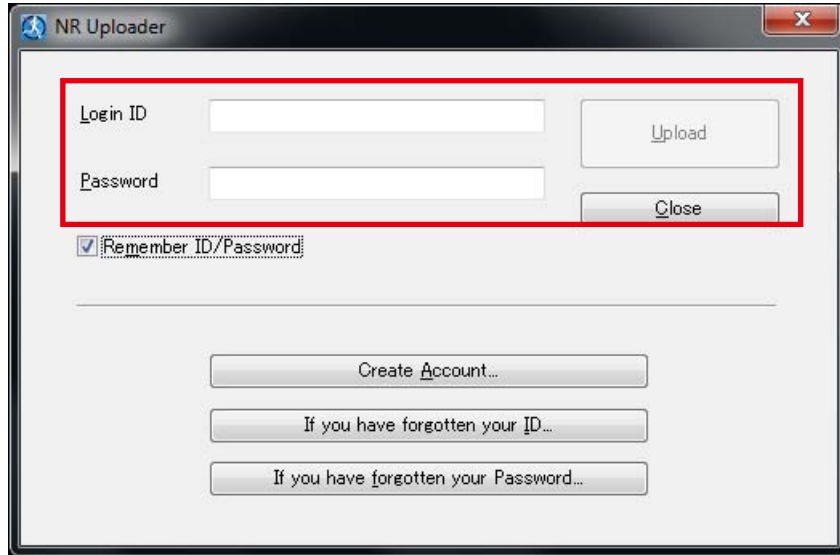 NR Uploader
Login ID
Upload
Password
Close
Remember ID/Password
Create Account...
If you have forgotten your ID...
If you have forgotten your Password...